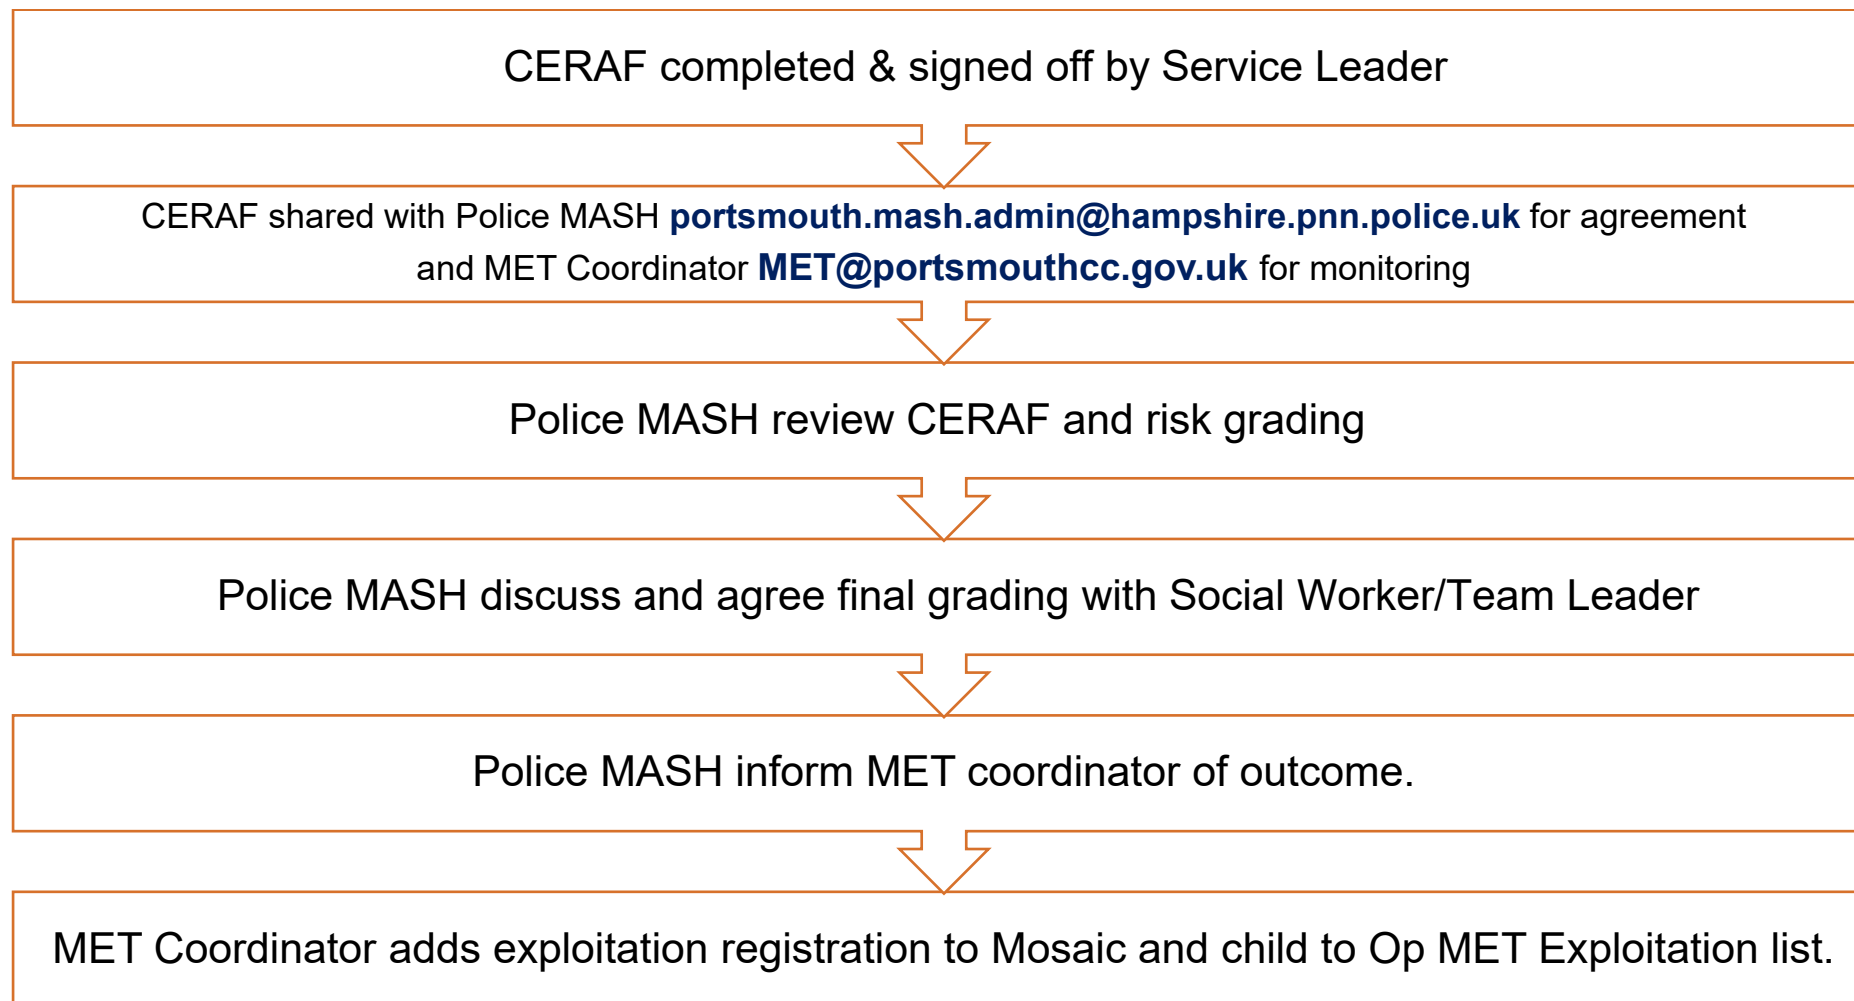 CERAF completed & signed off by Service Leader
CERAF shared with Police MASH portsmouth.mash.admin@hampshire.pnn.police.uk for agreement
and MET Coordinator MET@portsmouthcc.gov.uk for monitoring
Police MASH review CERAF and risk grading
Police MASH discuss and agree final grading with Social Worker/Team Leader
Police MASH inform MET coordinator of outcome.
MET Coordinator adds exploitation registration to Mosaic and child to Op MET Exploitation list.